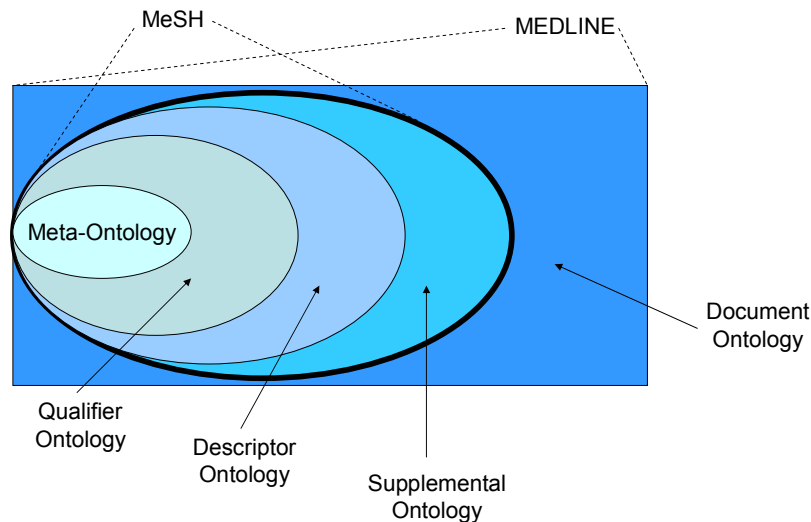 MeSH
MEDLINE
Meta-Ontology
Document
Ontology
Qualifier
Ontology
Descriptor
Ontology
Supplemental
Ontology